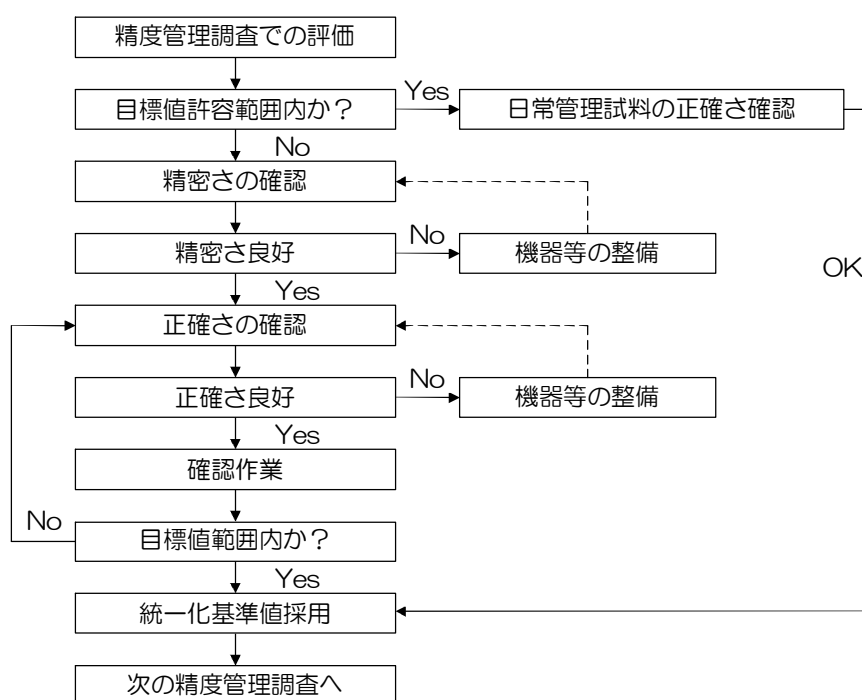 精度管理調査での評価
目標値許容範囲内か？
Yes
日常管理試料の正確さ確認
No
精密さの確認
精密さ良好
No
機器等の整備
OK
Yes
正確さの確認
正確さ良好
No
機器等の整備
Yes
確認作業
No
目標値範囲内か？
Yes
統一化基準値採用
次の精度管理調査へ